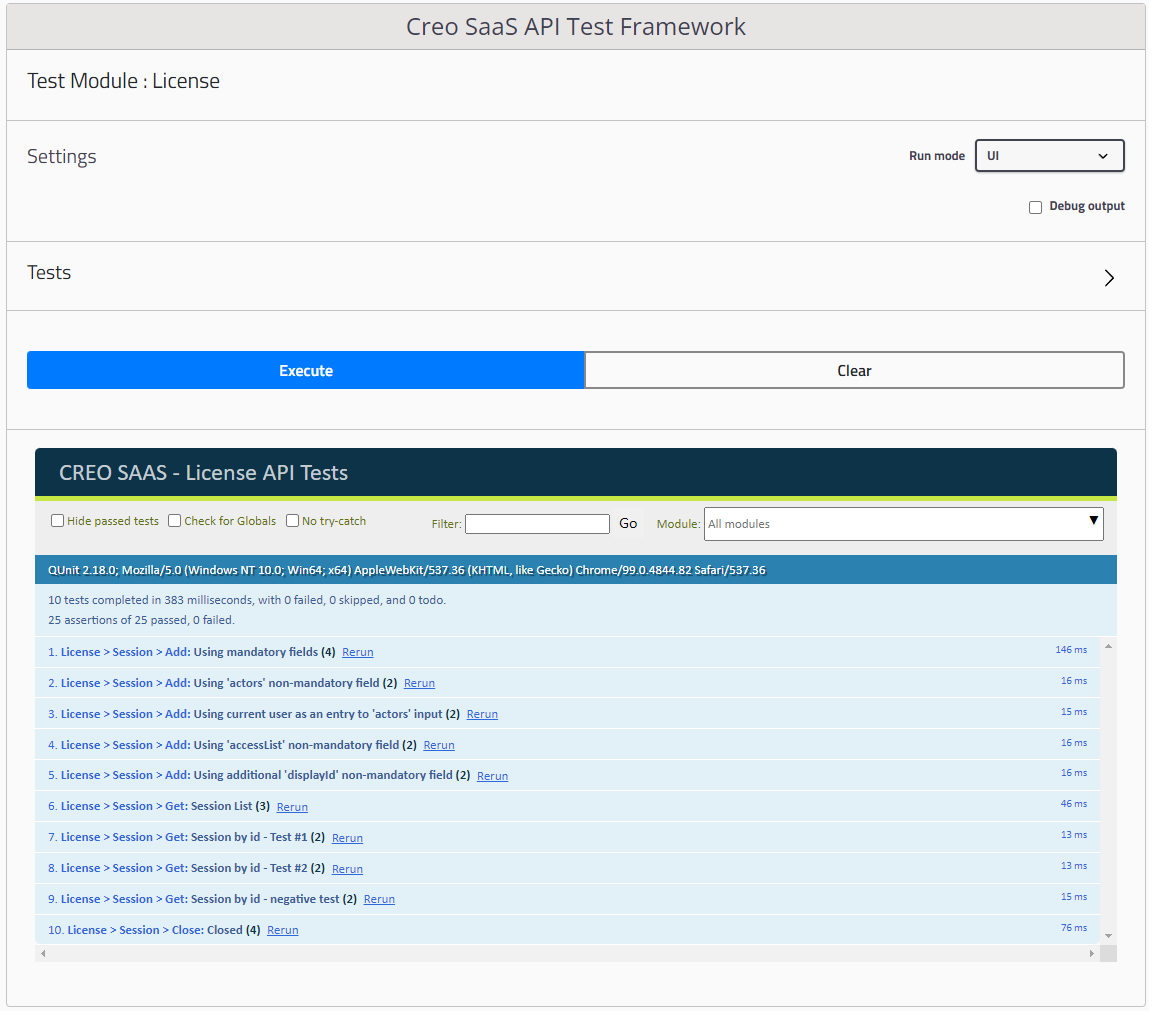 Creo SaaS API Test Framework
Test Module : License
Settings
Run mode UI
Debug output
Tests
Execute Clear
CREO SAAS - License API Tests
Hide passed tests Check for Globals No try-catch Filter: Go Module: All modules
QUnit 2.18.0; Mozilla/5.0 (Windows NT 10.0; Win64; x64) AppleWebKit/537.36 (KHTML, like Gecko) Chrome/99.0.4844.82 Safari/537.36
10 tests completed in 383 milliseconds, with 0 failed, 0 skipped, and 0 todo.
25 assertions of 25 passed, 0 failed.
1. License > Session > Add: Using mandatory fields (4) Rerun 146 ms
2. License > Session > Add: Using 'actors' non-mandatory field (2) Rerun 16 ms
3. License > Session > Add: Using current user as an entry to 'actors' input (2) Rerun 15 ms
4. License > Session > Add: Using 'accessList' non-mandatory field (2) Rerun 16 ms
5. License > Session > Add: Using additional 'displayId' non-mandatory field (2) Rerun 16 ms
6. License > Session > Get: Session List (3) Rerun 46 ms
7. License > Session > Get: Session by id - Test #1 (2) Rerun 13 ms
8. License > Session > Get: Session by id - Test #2 (2) Rerun 13 ms
9. License > Session > Get: Session by id - negative test (2) Rerun 15 ms
10. License > Session > Close: Closed (4) Rerun 76 ms